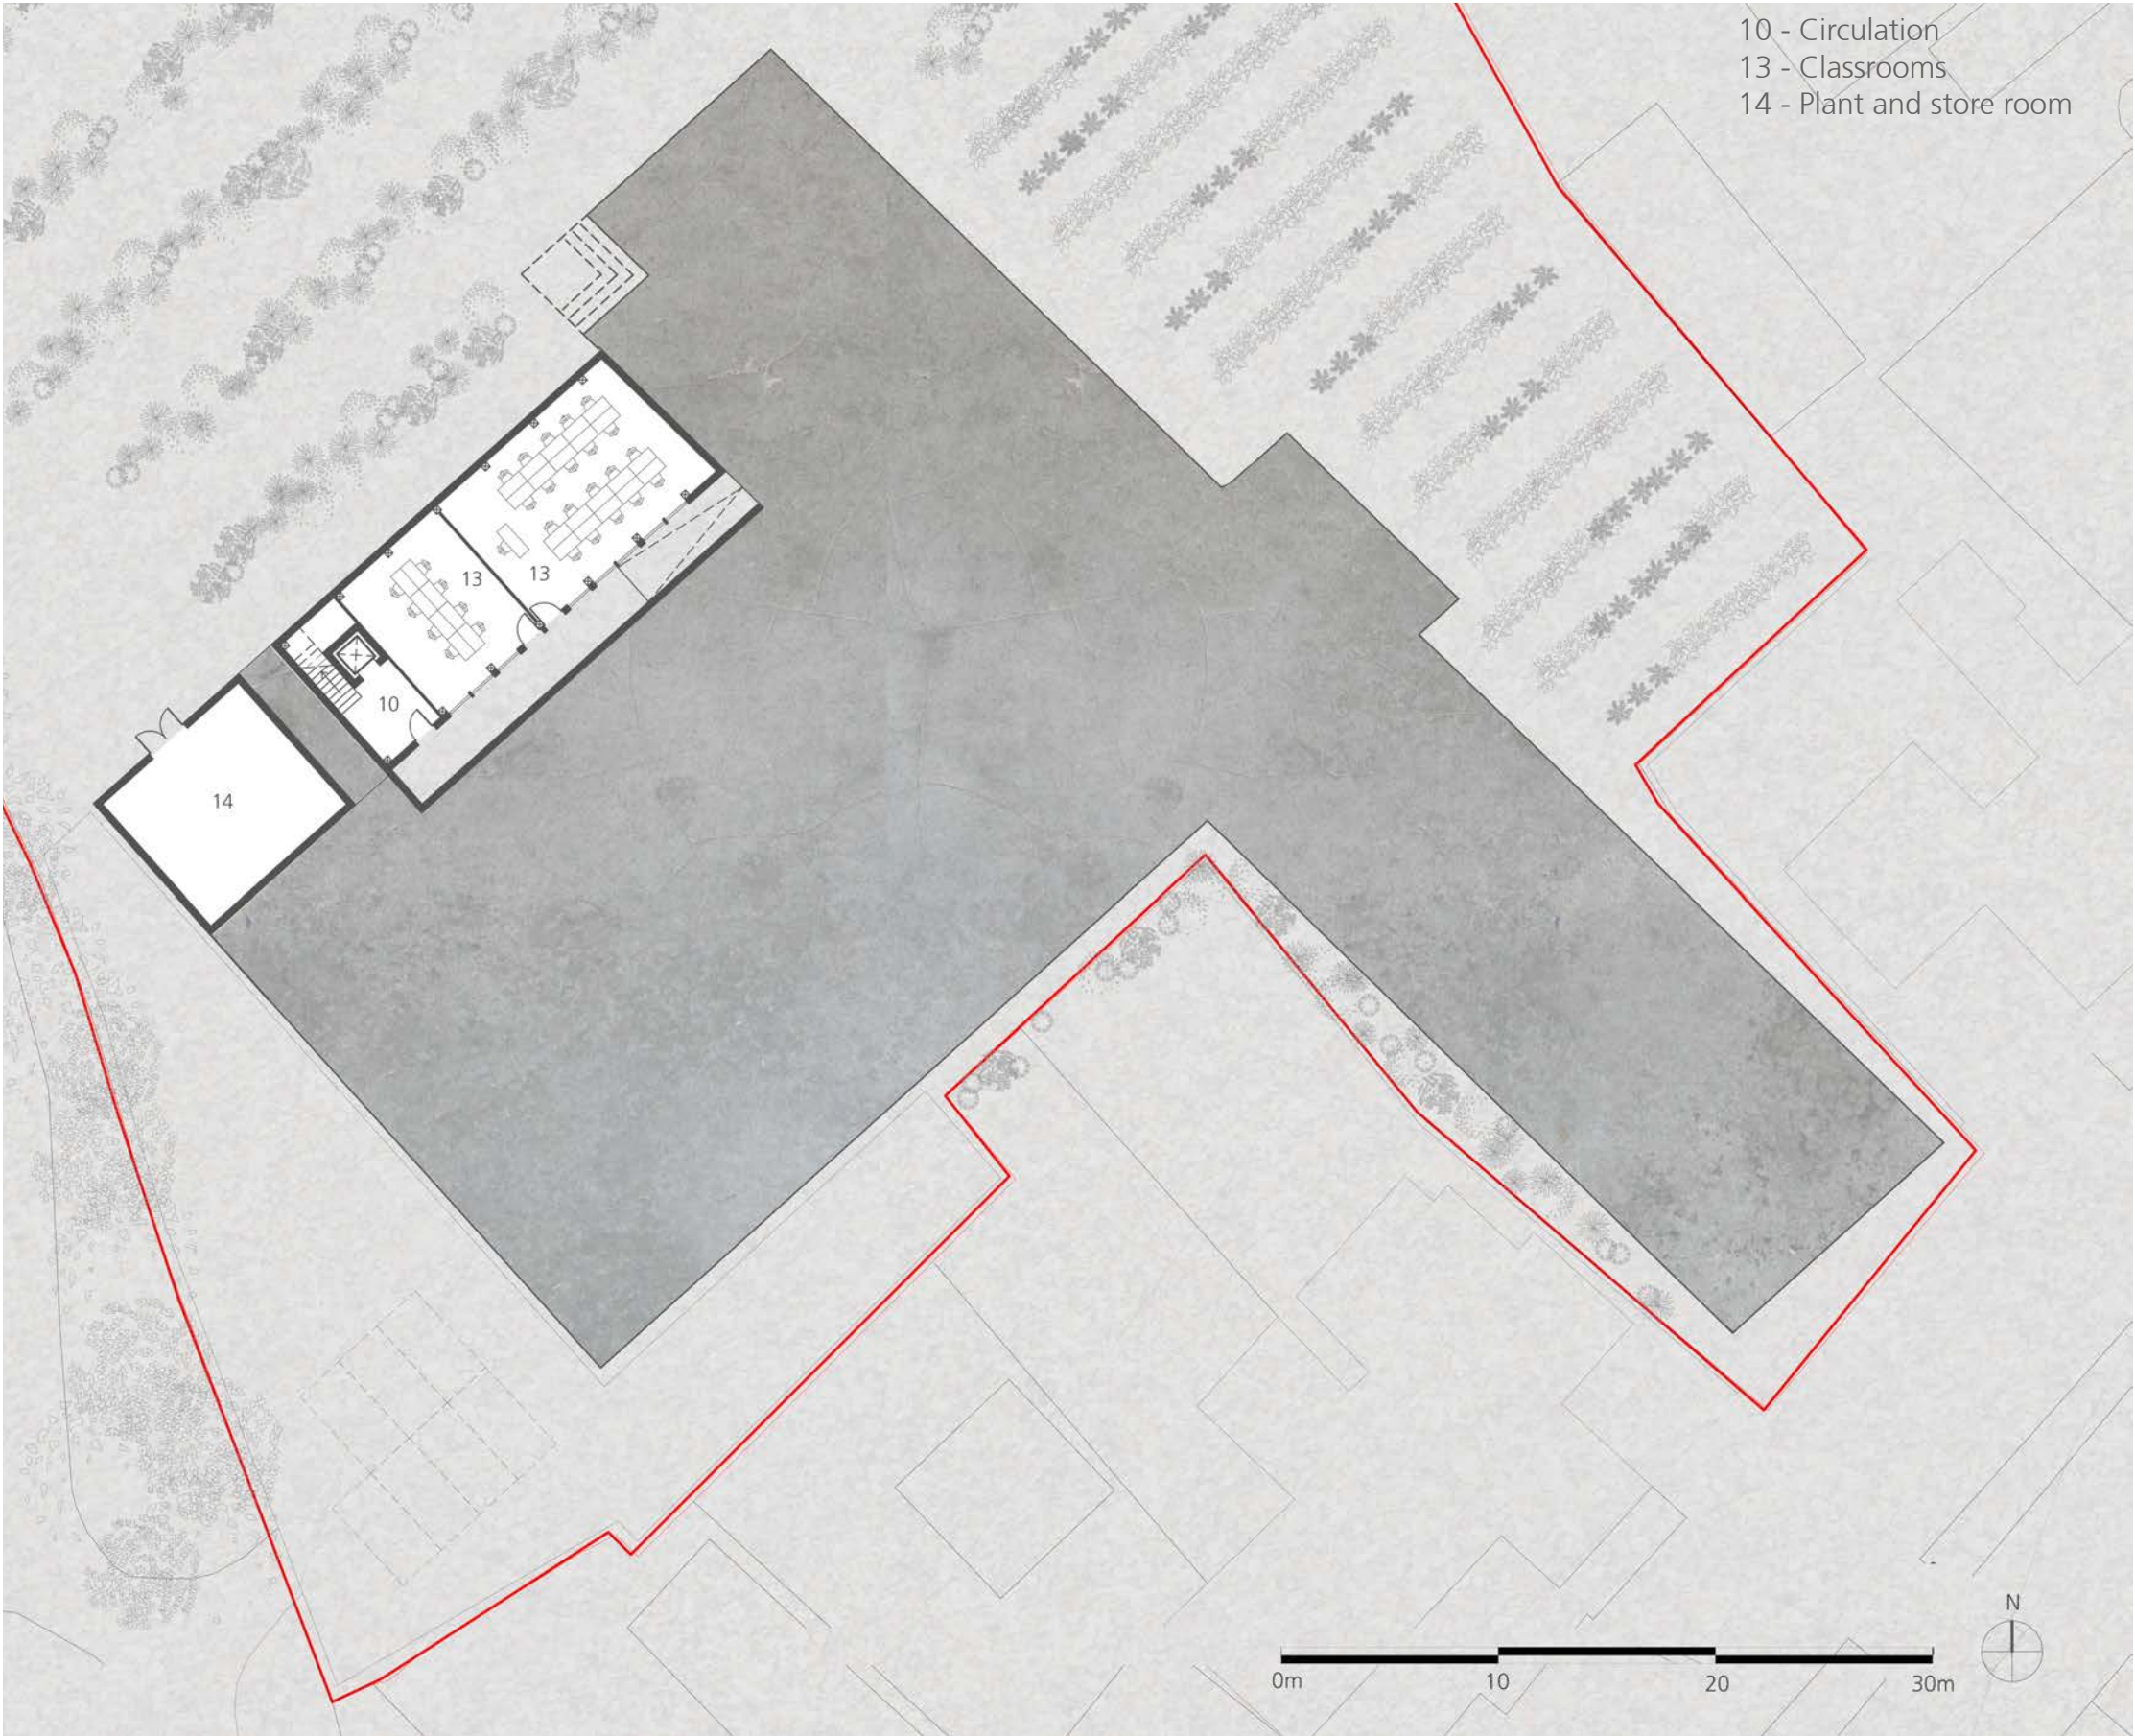 10 - Circulation
13 - Classrooms
14 - Plant and store room
13
13
10
14
N
0m 10 20 30m